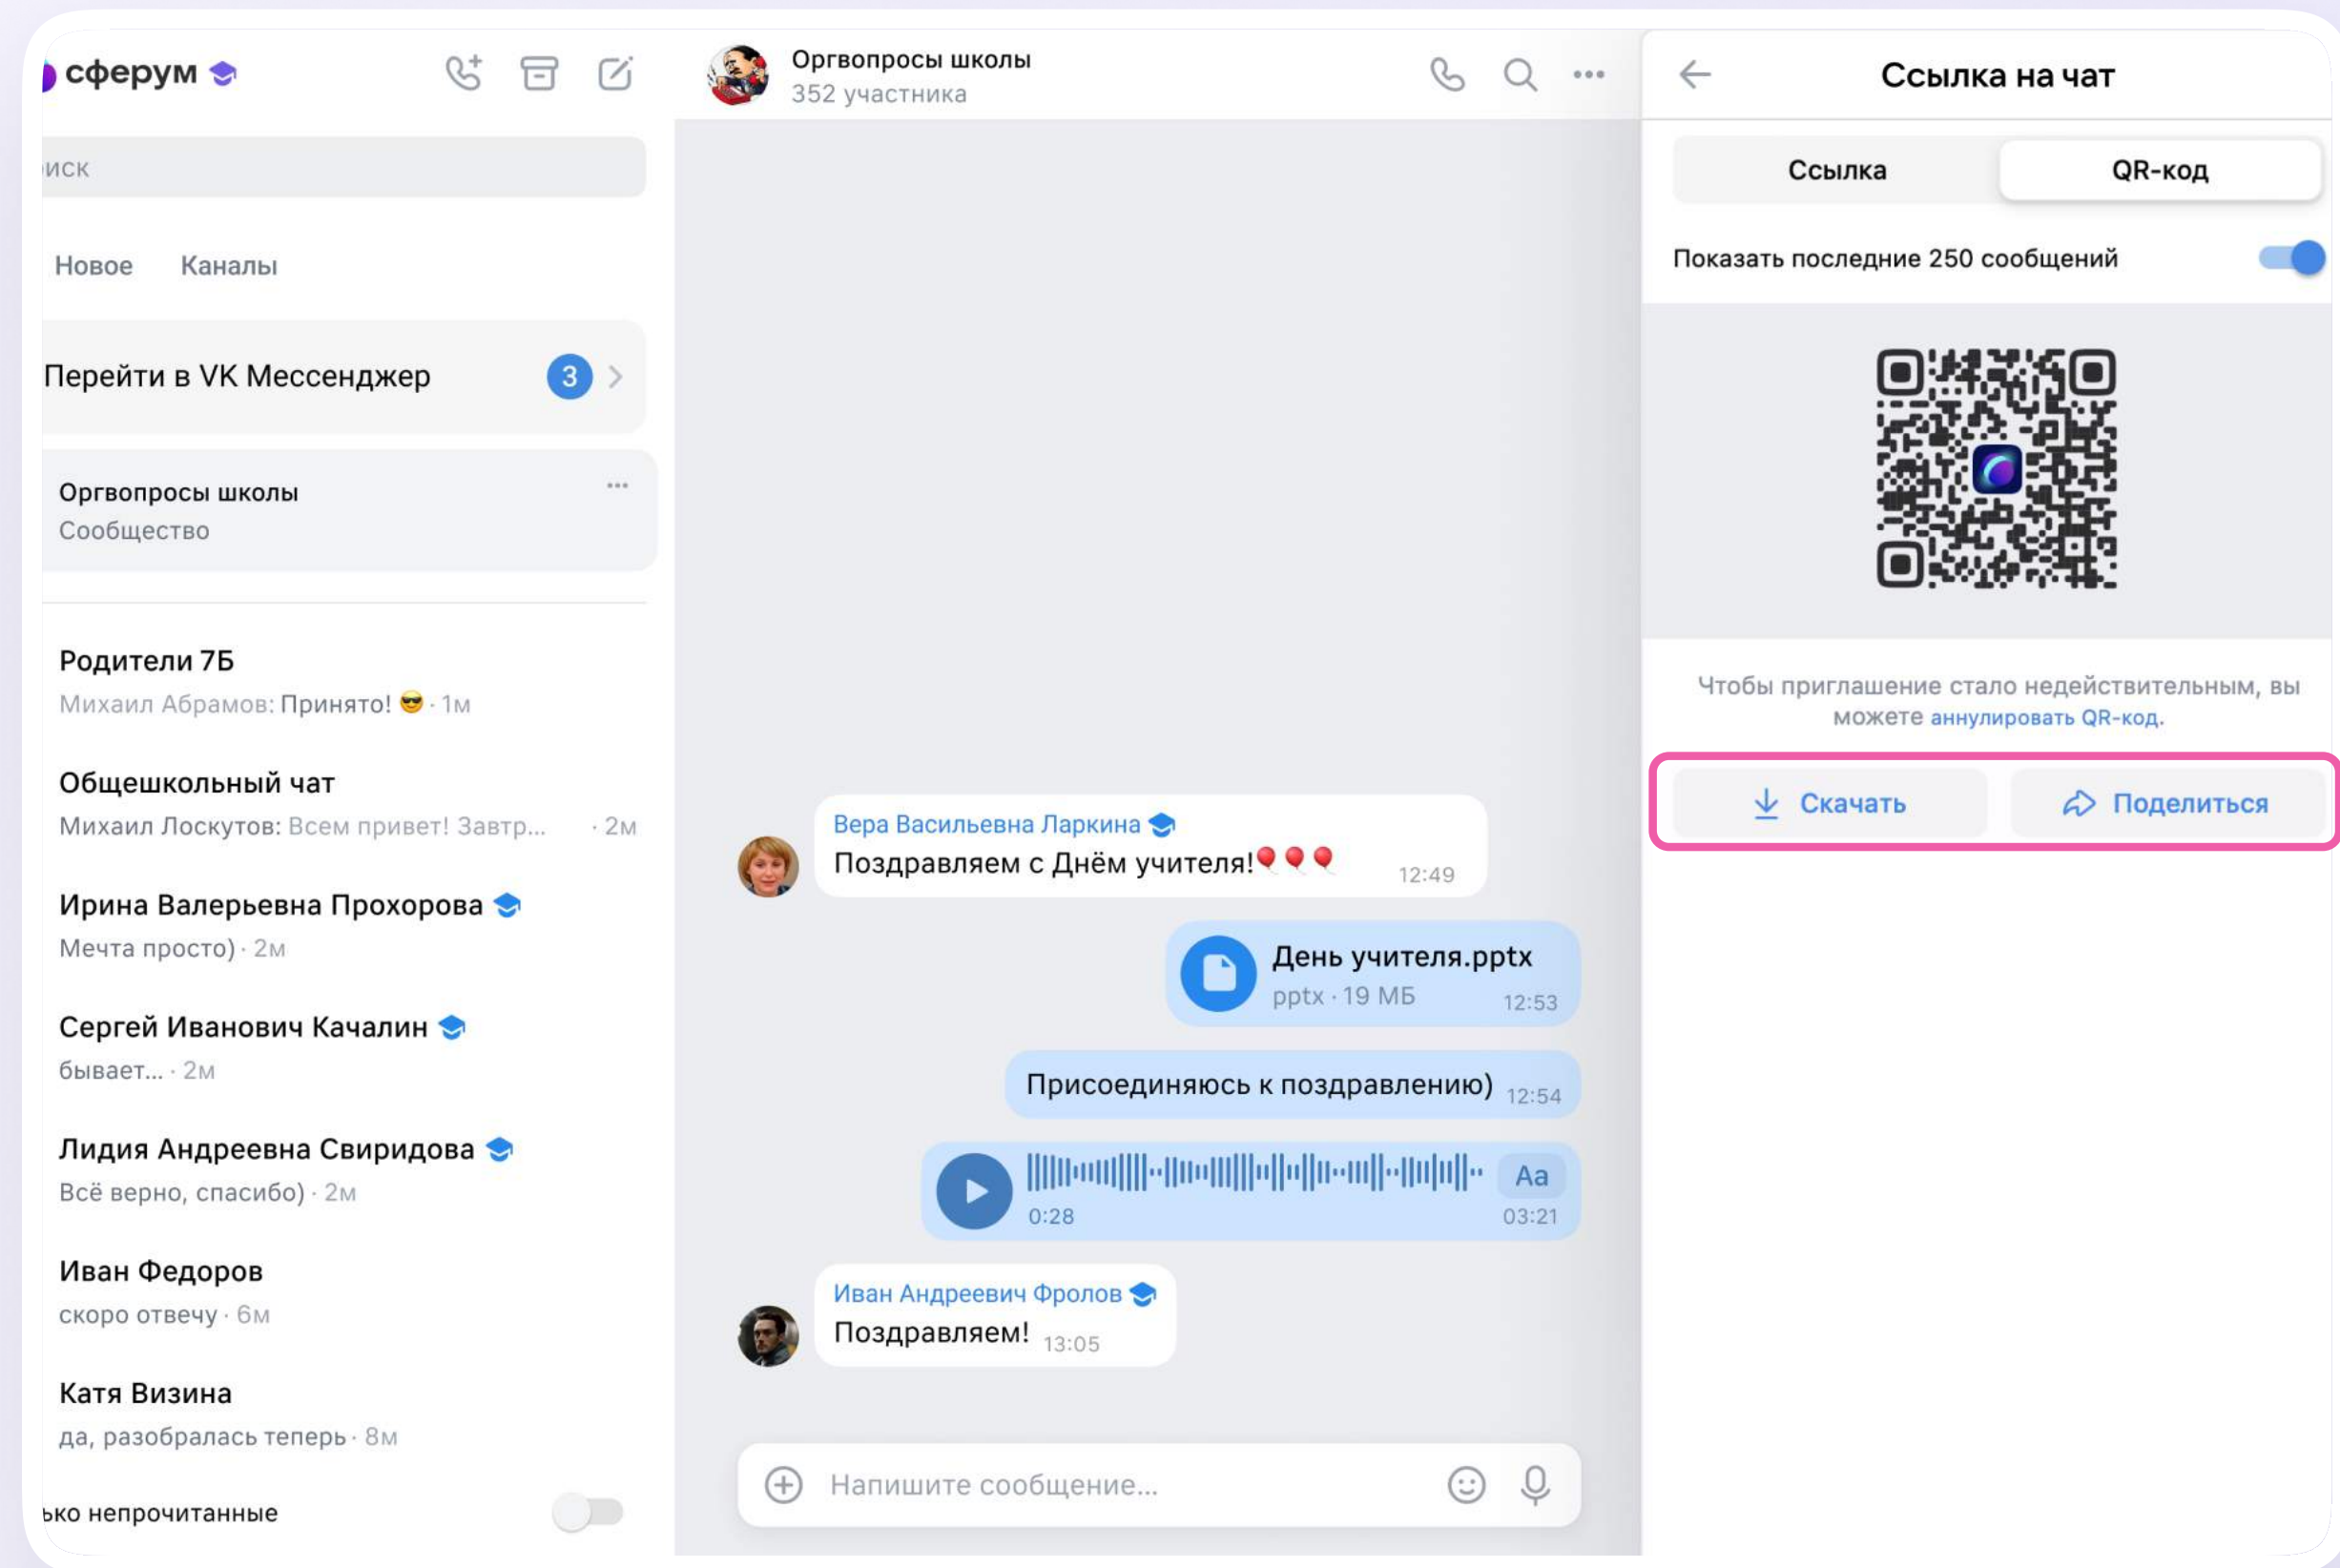 сферум
иск
Новое Каналы
Перейти в VK Мессенджер 3
Оргвопросы школы
Сообщество
Родители 7Б
Михаил Абрамов: Принято! 😎 · 1м
Общешкольный чат
Михаил Лоскутов: Всем привет! Завтр... · 2м
Ирина Валерьевна Прохорова
Мечта просто) · 2м
Сергей Иванович Качалин
бывает... · 2м
Лидия Андреевна Свиридова
Всё верно, спасибо) · 2м
Иван Федоров
скоро отвечу · 6м
Катя Визина
да, разобралась теперь · 8м
ько непрочитанные
Оргвопросы школы
352 участника
Вера Васильевна Ларкина
Поздравляем с Днём учителя!🎈🎈🎈 12:49
День учителя.pptx
pptx · 19 МБ 12:53
Присоединяюсь к поздравлению) 12:54
Aa
0:28 03:21
Иван Андреевич Фролов
Поздравляем! 13:05
Напишите сообщение...
Ссылка на чат
Ссылка QR-код
Показать последние 250 сообщений
Чтобы приглашение стало недействительным, вы
можете аннулировать QR-код.
Скачать Поделиться